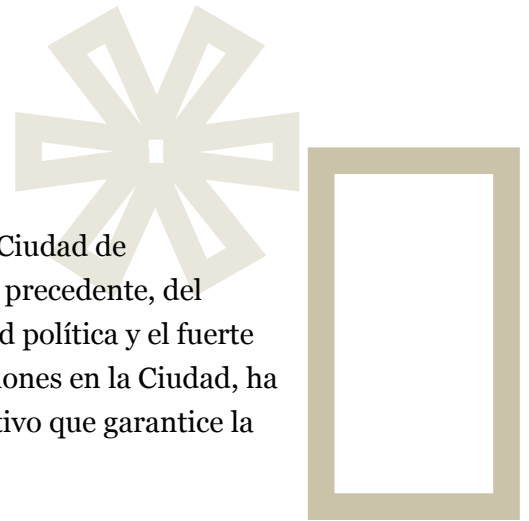 Ciudad de
precedente, del
d política y el fuerte
iones en la Ciudad, ha
tivo que garantice la